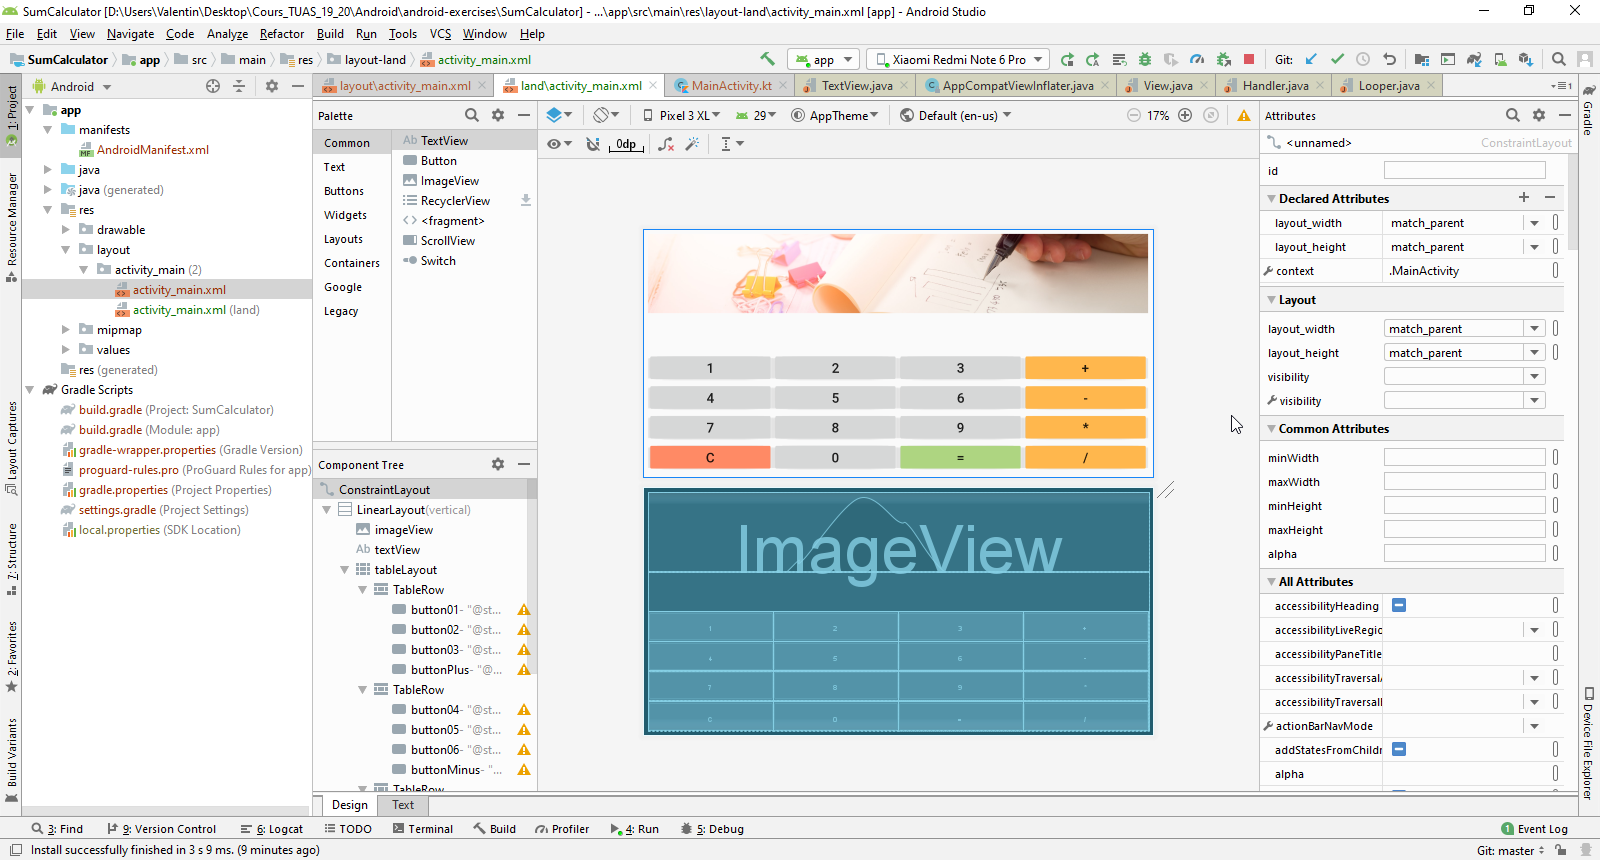 SumCalculator [D:\Users\Valentin\Desktop\Cours_TUAS_19_20\Android\android-exercises\SumCalculator] - ...\app\src\main\res\layout-land\activity_main.xml [app] - Android Studio
File Edit View Navigate Code Analyze Refactor Build Run Tools VCS Window Help
SumCalculator app src main res layout-land activity_main.xml app Xiaomi Redmi Note 6 Pro Git:
Android layout\activity_main.xml land\activity_main.xml MainActivity.kt TextView.java AppCompatViewInflater.java View.java Handler.java Looper.java
1: Project
Resource Manager
Layout Captures
7: Structure
2: Favorites
Build Variants
app
manifests
AndroidManifest.xml
java
java (generated)
res
drawable
layout
activity_main (2)
activity_main.xml
activity_main.xml (land)
mipmap
values
res (generated)
Gradle Scripts
build.gradle (Project: SumCalculator)
build.gradle (Module: app)
gradle-wrapper.properties (Gradle Version)
proguard-rules.pro (ProGuard Rules for app)
gradle.properties (Project Properties)
settings.gradle (Project Settings)
local.properties (SDK Location)
Palette
Common
Text
Buttons
Widgets
Layouts
Containers
Google
Legacy
Ab TextView
Button
ImageView
RecyclerView
<fragment>
ScrollView
Switch
Component Tree
ConstraintLayout
LinearLayout(vertical)
imageView
Ab textView
tableLayout
TableRow
button01- "@st...
button02- "@st...
button03- "@st...
buttonPlus- "@...
TableRow
button04- "@st...
button05- "@st...
button06- "@st...
buttonMinus- "...
TableRow
Design Text
Pixel 3 XL 29 AppTheme Default (en-us) 17%
0dp
1 2 3 +
4 5 6 -
7 8 9 *
C 0 = /
ImageView
1 2 3 +
4 5 6 -
7 8 9 *
C 0 = /
Attributes
<unnamed> ConstraintLayout
id
Declared Attributes
layout_width match_parent
layout_height match_parent
context .MainActivity
Layout
layout_width match_parent
layout_height match_parent
visibility
visibility
Common Attributes
minWidth
maxWidth
minHeight
maxHeight
alpha
All Attributes
accessibilityHeading
accessibilityLiveRegic
accessibilityPaneTitle
accessibilityTraversal
accessibilityTraversal
actionBarNavMode
addStatesFromChildr
alpha
Gradle
Device File Explorer
3: Find 9: Version Control 6: Logcat TODO Terminal Build Profiler 4: Run 5: Debug 1 Event Log
Install successfully finished in 3 s 9 ms. (9 minutes ago) Git: master